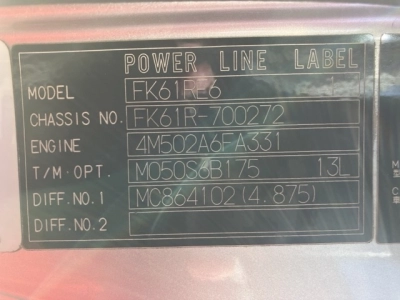 POWER LINE LABEL
MODEL FK61RE6
CHASSIS NO. FK61R-700272
ENGINE 4M502A6FA331
T/M·OPT. M050S6B175 13L
DIFF.NO.1 MC864102(4.875)
DIFF.NO.2